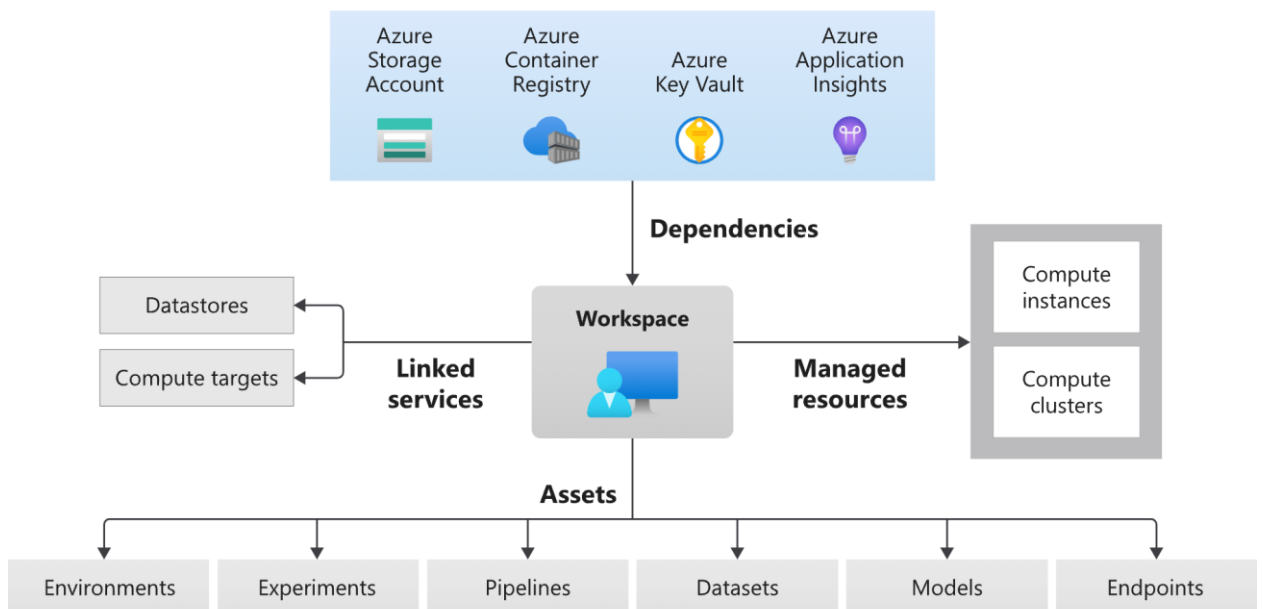 Azure
Storage
Account
Azure
Container
Registry
Azure
Key Vault
Azure
Application
Insights
Dependencies
Datastores
Compute targets
Linked
services
Workspace
Managed
resources
Compute
instances
Compute
clusters
Assets
Environments
Experiments
Pipelines
Datasets
Models
Endpoints